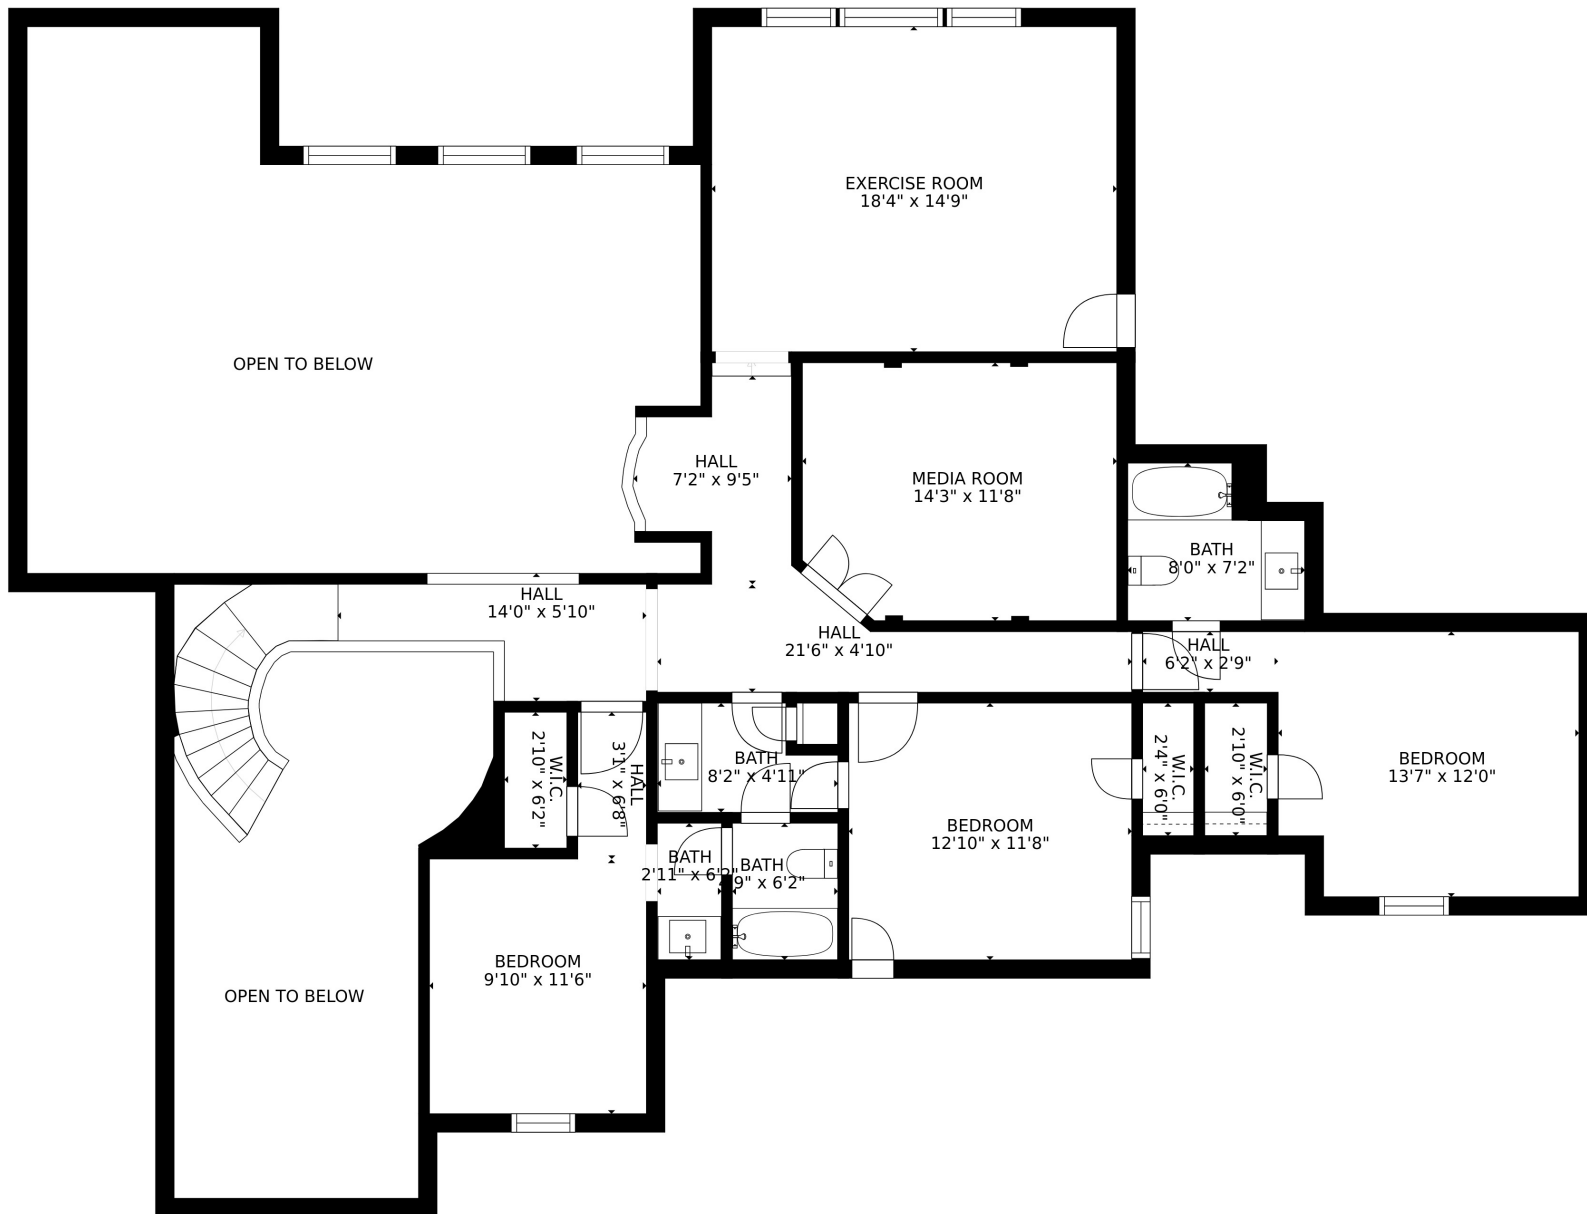 EXERCISE ROOM
18'4" x 14'9"
OPEN TO BELOW
HALL
7'2" x 9'5"
MEDIA ROOM
14'3" x 11'8"
BATH
8'0" x 7'2"
HALL
14'0" x 5'10"
HALL
21'6" x 4'10"
HALL
6'2" x 2'9"
W.I.C.
2'10" x 6'2"
HALL
3'1" x 6'8"
BATH
8'2" x 4'11"
W.I.C.
2'4" x 6'0"
W.I.C.
2'10" x 6'0"
BEDROOM
13'7" x 12'0"
BEDROOM
12'10" x 11'8"
BATH
2'11" x 6'2"
BATH
9" x 6'2"
BEDROOM
9'10" x 11'6"
OPEN TO BELOW